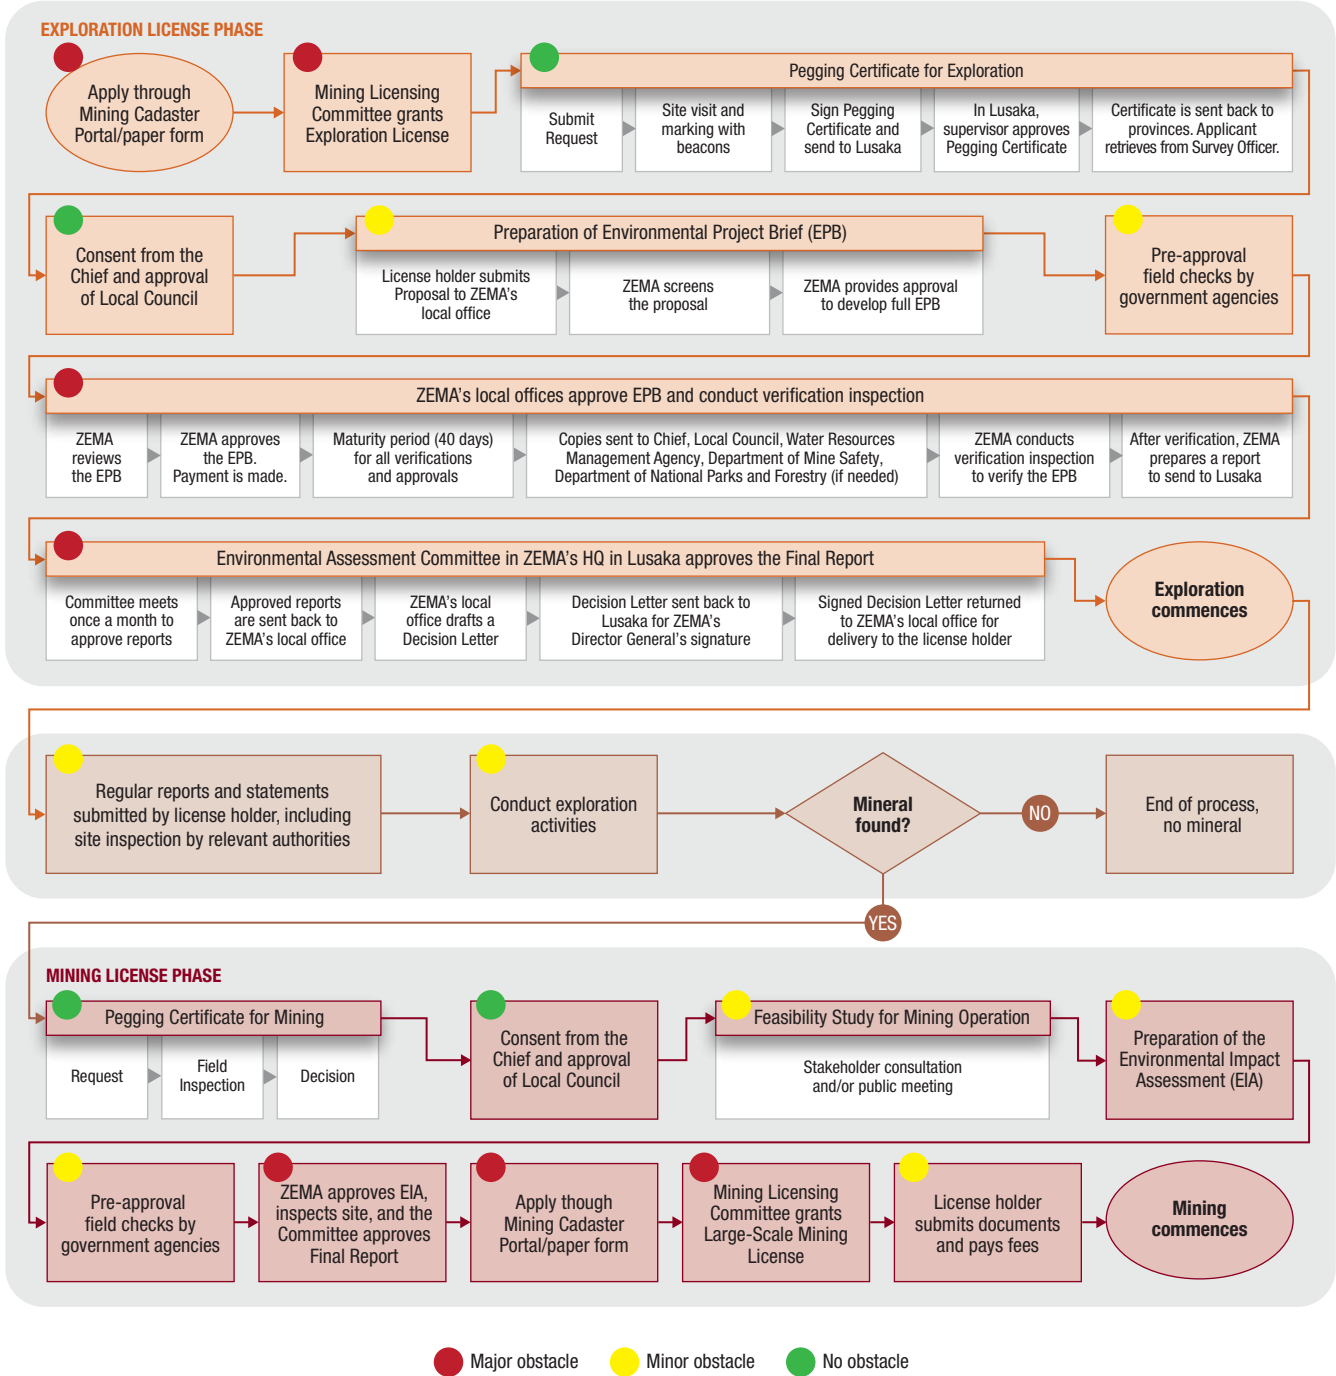 EXPLORATION LICENSE PHASE
Apply through
Mining Cadaster
Portal/paper form
Mining Licensing
Committee grants
Exploration License
Pegging Certificate for Exploration
Submit
Request
Site visit and
marking with
beacons
Sign Pegging
Certificate and
send to Lusaka
In Lusaka,
supervisor approves
Pegging Certificate
Certificate is sent back to
provinces. Applicant
retrieves from Survey Officer.
Consent from the
Chief and approval
of Local Council
Preparation of Environmental Project Brief (EPB)
License holder submits
Proposal to ZEMA's
local office
ZEMA screens
the proposal
ZEMA provides approval
to develop full EPB
Pre-approval
field checks by
government agencies
ZEMA's local offices approve EPB and conduct verification inspection
ZEMA
reviews
the EPB
ZEMA approves
the EPB.
Payment is made.
Maturity period (40 days)
for all verifications
and approvals
Copies sent to Chief, Local Council, Water Resources
Management Agency, Department of Mine Safety,
Department of National Parks and Forestry (if needed)
ZEMA conducts
verification inspection
to verify the EPB
After verification, ZEMA
prepares a report
to send to Lusaka
Environmental Assessment Committee in ZEMA's HQ in Lusaka approves the Final Report
Committee meets
once a month to
approve reports
Approved reports
are sent back to
ZEMA's local office
ZEMA's local
office drafts a
Decision Letter
Decision Letter sent back to
Lusaka for ZEMA's
Director General's signature
Signed Decision Letter returned
to ZEMA's local office for
delivery to the license holder
Exploration
commences
Regular reports and statements
submitted by license holder, including
site inspection by relevant authorities
Conduct exploration
activities
Mineral
found?
NO
End of process,
no mineral
YES
MINING LICENSE PHASE
Pegging Certificate for Mining
Request
Field
Inspection
Decision
Consent from the
Chief and approval
of Local Council
Feasibility Study for Mining Operation
Stakeholder consultation
and/or public meeting
Preparation of the
Environmental Impact
Assessment (EIA)
Pre-approval
field checks by
government agencies
ZEMA approves EIA,
inspects site, and the
Committee approves
Final Report
Apply though
Mining Cadaster
Portal/paper form
Mining Licensing
Committee grants
Large-Scale Mining
License
License holder
submits documents
and pays fees
Mining
commences
Major obstacle
Minor obstacle
No obstacle